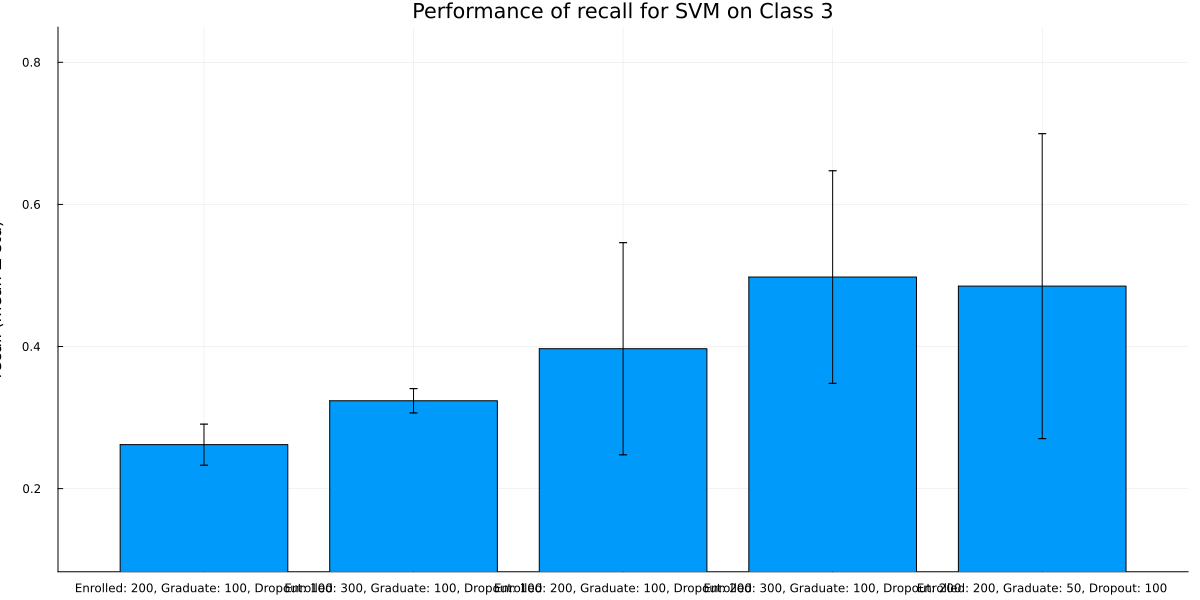 Performance of recall for SVM on Class 3
0.8
0.6
0.4
0.2
Enrolled: 200, Graduate: 100, Dropout: 100
Enrolled: 300, Graduate: 100, Dropout: 100
Enrolled: 200, Graduate: 100, Dropout: 200
Enrolled: 300, Graduate: 100, Dropout: 200
Enrolled: 200, Graduate: 50, Dropout: 100